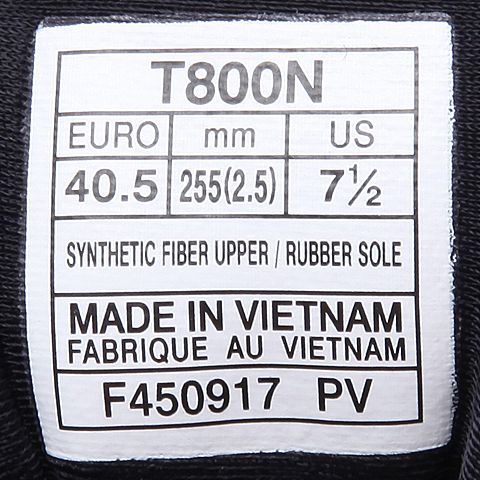 T800N
EURO mm US
40.5 255(2.5) 7½
SYNTHETIC FIBER UPPER / RUBBER SOLE
MADE IN VIETNAM
FABRIQUE AU VIETNAM
F450917 PV